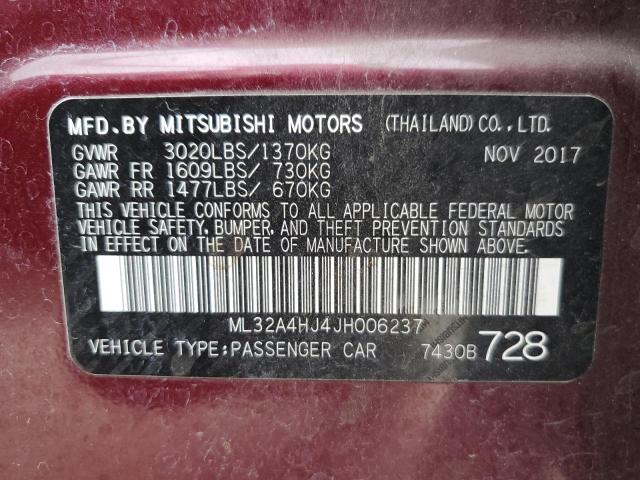 MFD.BY MITSUBISHI MOTORS (THAILAND)CO.,LTD.
GVWR 3020LBS/1370KG NOV 2017
GAWR FR 1609LBS/ 730KG
GAWR RR 1477LBS/ 670KG
THIS VEHICLE CONFORMS TO ALL APPLICABLE FEDERAL MOTOR
VEHICLE SAFETY, BUMPER, AND THEFT PREVENTION STANDARDS
IN EFFECT ON THE DATE OF MANUFACTURE SHOWN ABOVE.
ML32A4HJ4JH006237
VEHICLE TYPE:PASSENGER CAR 7430B 728